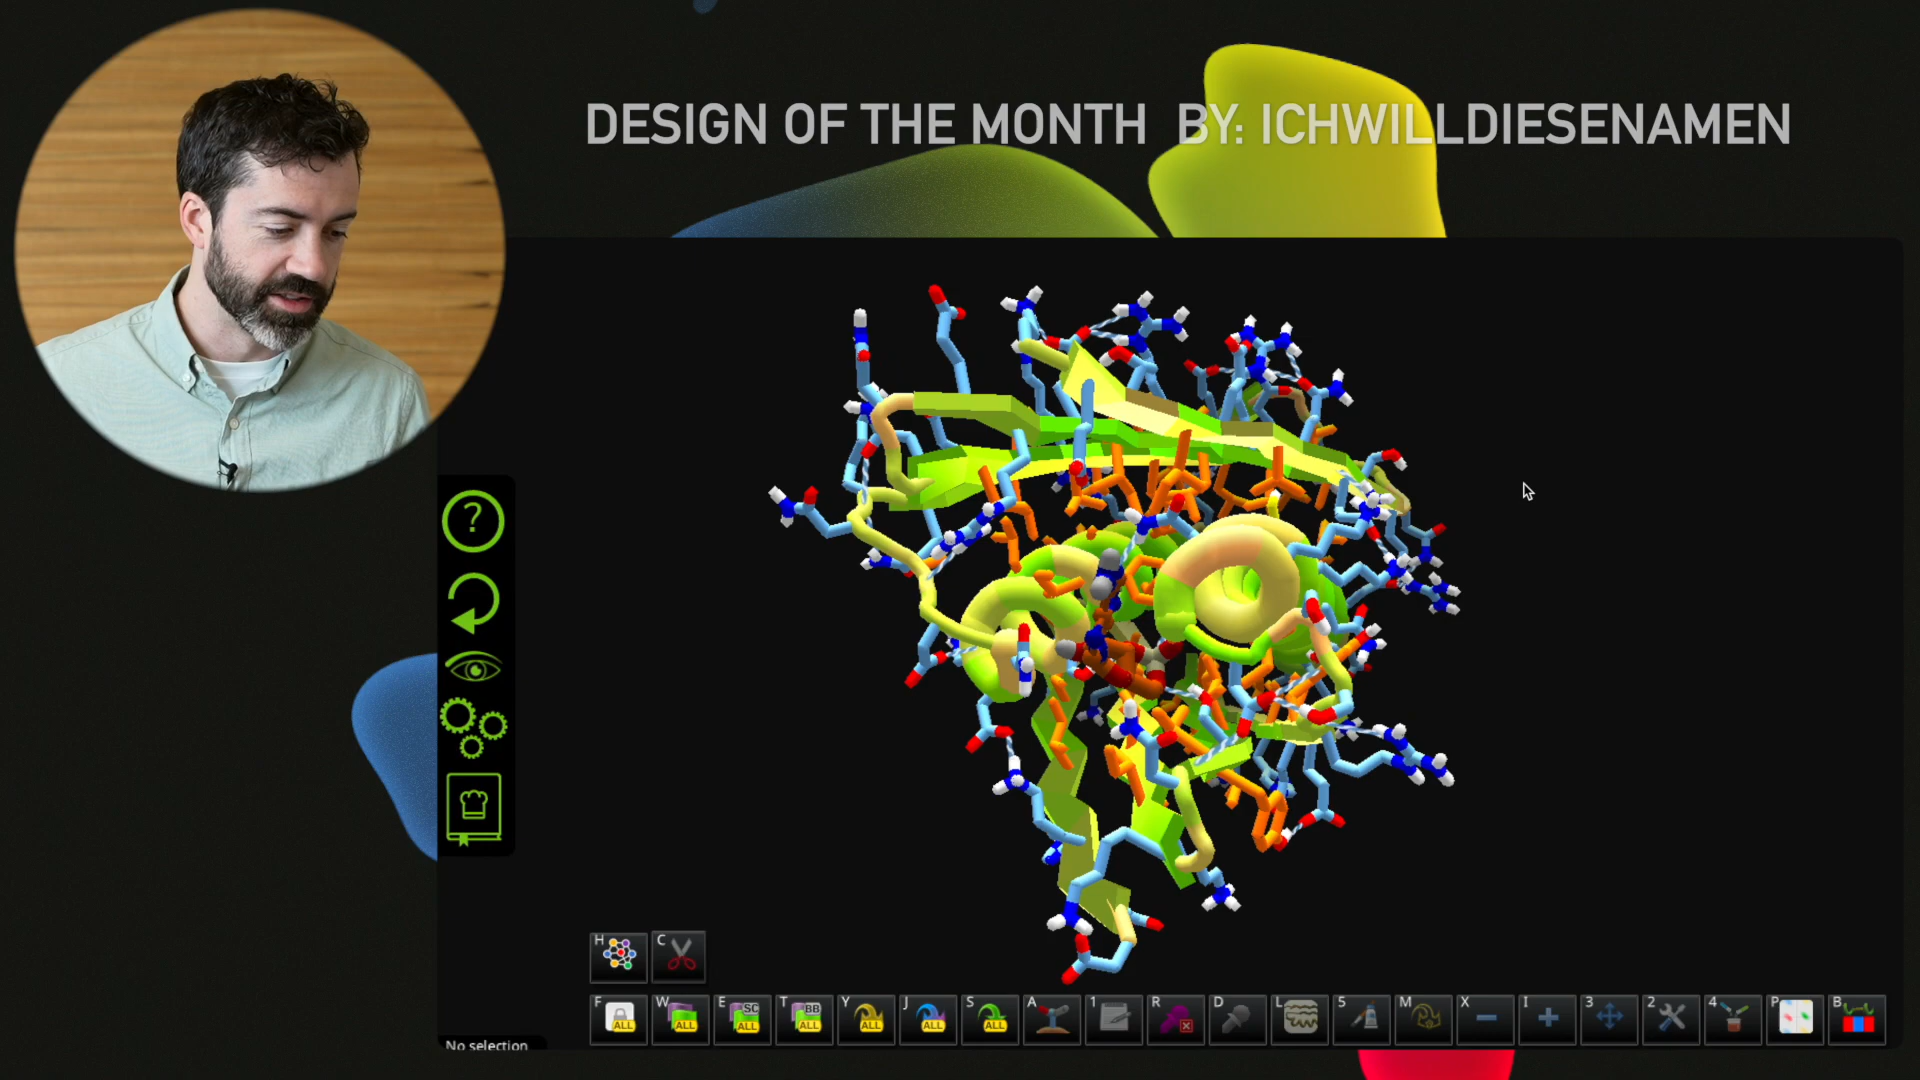 DESIGN OF THE MONTH BY: ICHWILLDIESENAMEN
?
H C
SC BB
F W E T Y J S A 1 R D L 5 M X I 3 2 4 P B
ALL ALL ALL ALL ALL ALL ALL
No selection